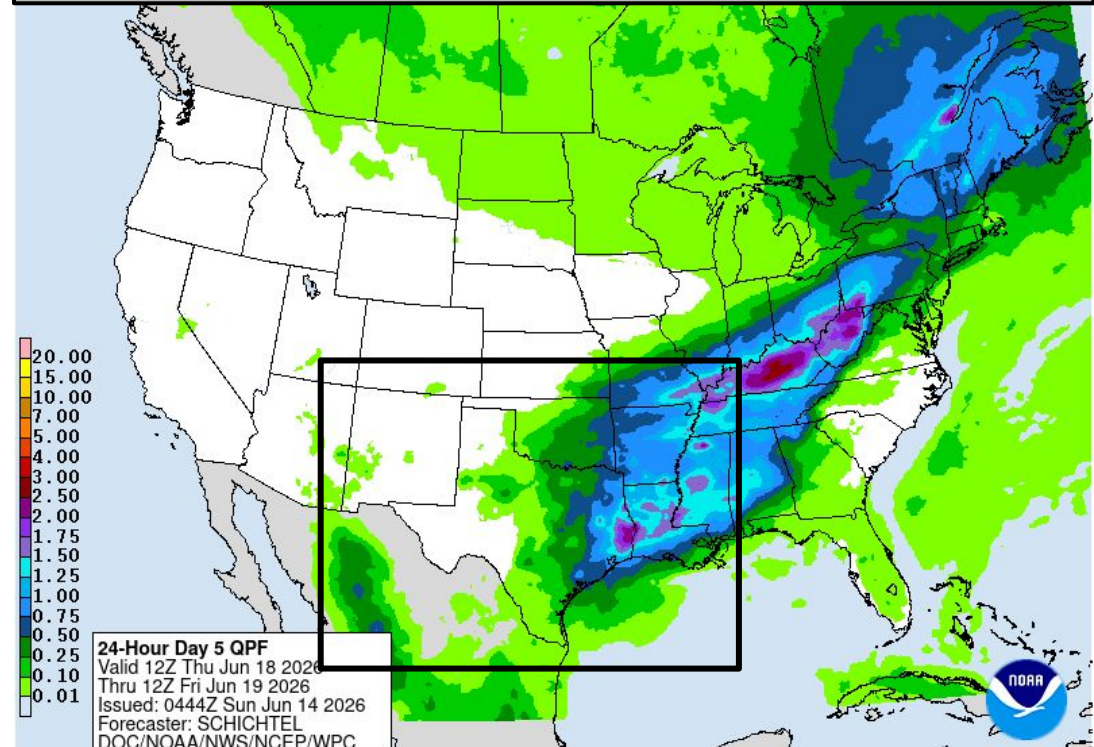 20.00
15.00
10.00
7.00
5.00
4.00
3.00
2.50
2.00
1.75
1.50
1.25
1.00
0.75
0.50
0.25
0.10
0.01
24-Hour Day 5 QPF
Valid 12Z Thu Jun 18 2026
Thru 12Z Fri Jun 19 2026
Issued: 0444Z Sun Jun 14 2026
Forecaster: SCHICHTEL
DOC/NOAA/NWS/NCEP/WPC
NOAA